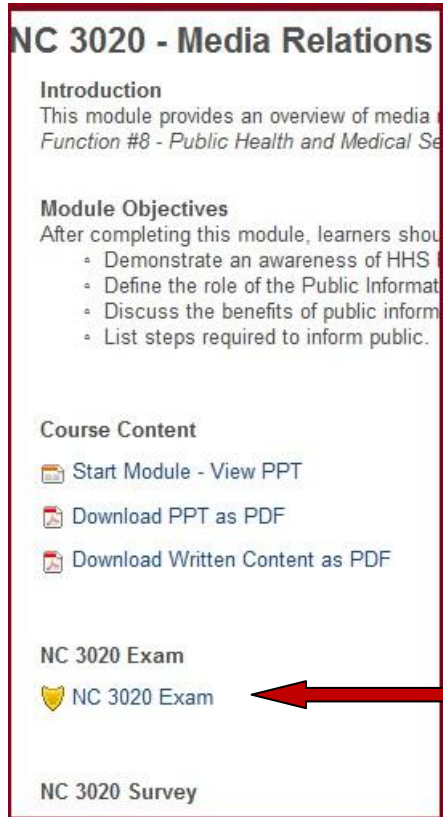 NC 3020 - Media Relations
Introduction
This module provides an overview of media
Function #8 - Public Health and Medical Se
Module Objectives
After completing this module, learners shou
Demonstrate an awareness of HHS
Define the role of the Public Informat
Discuss the benefits of public inform
List steps required to inform public.
Course Content
Start Module - View PPT
Download PPT as PDF
Download Written Content as PDF
NC 3020 Exam
NC 3020 Exam
NC 3020 Survey